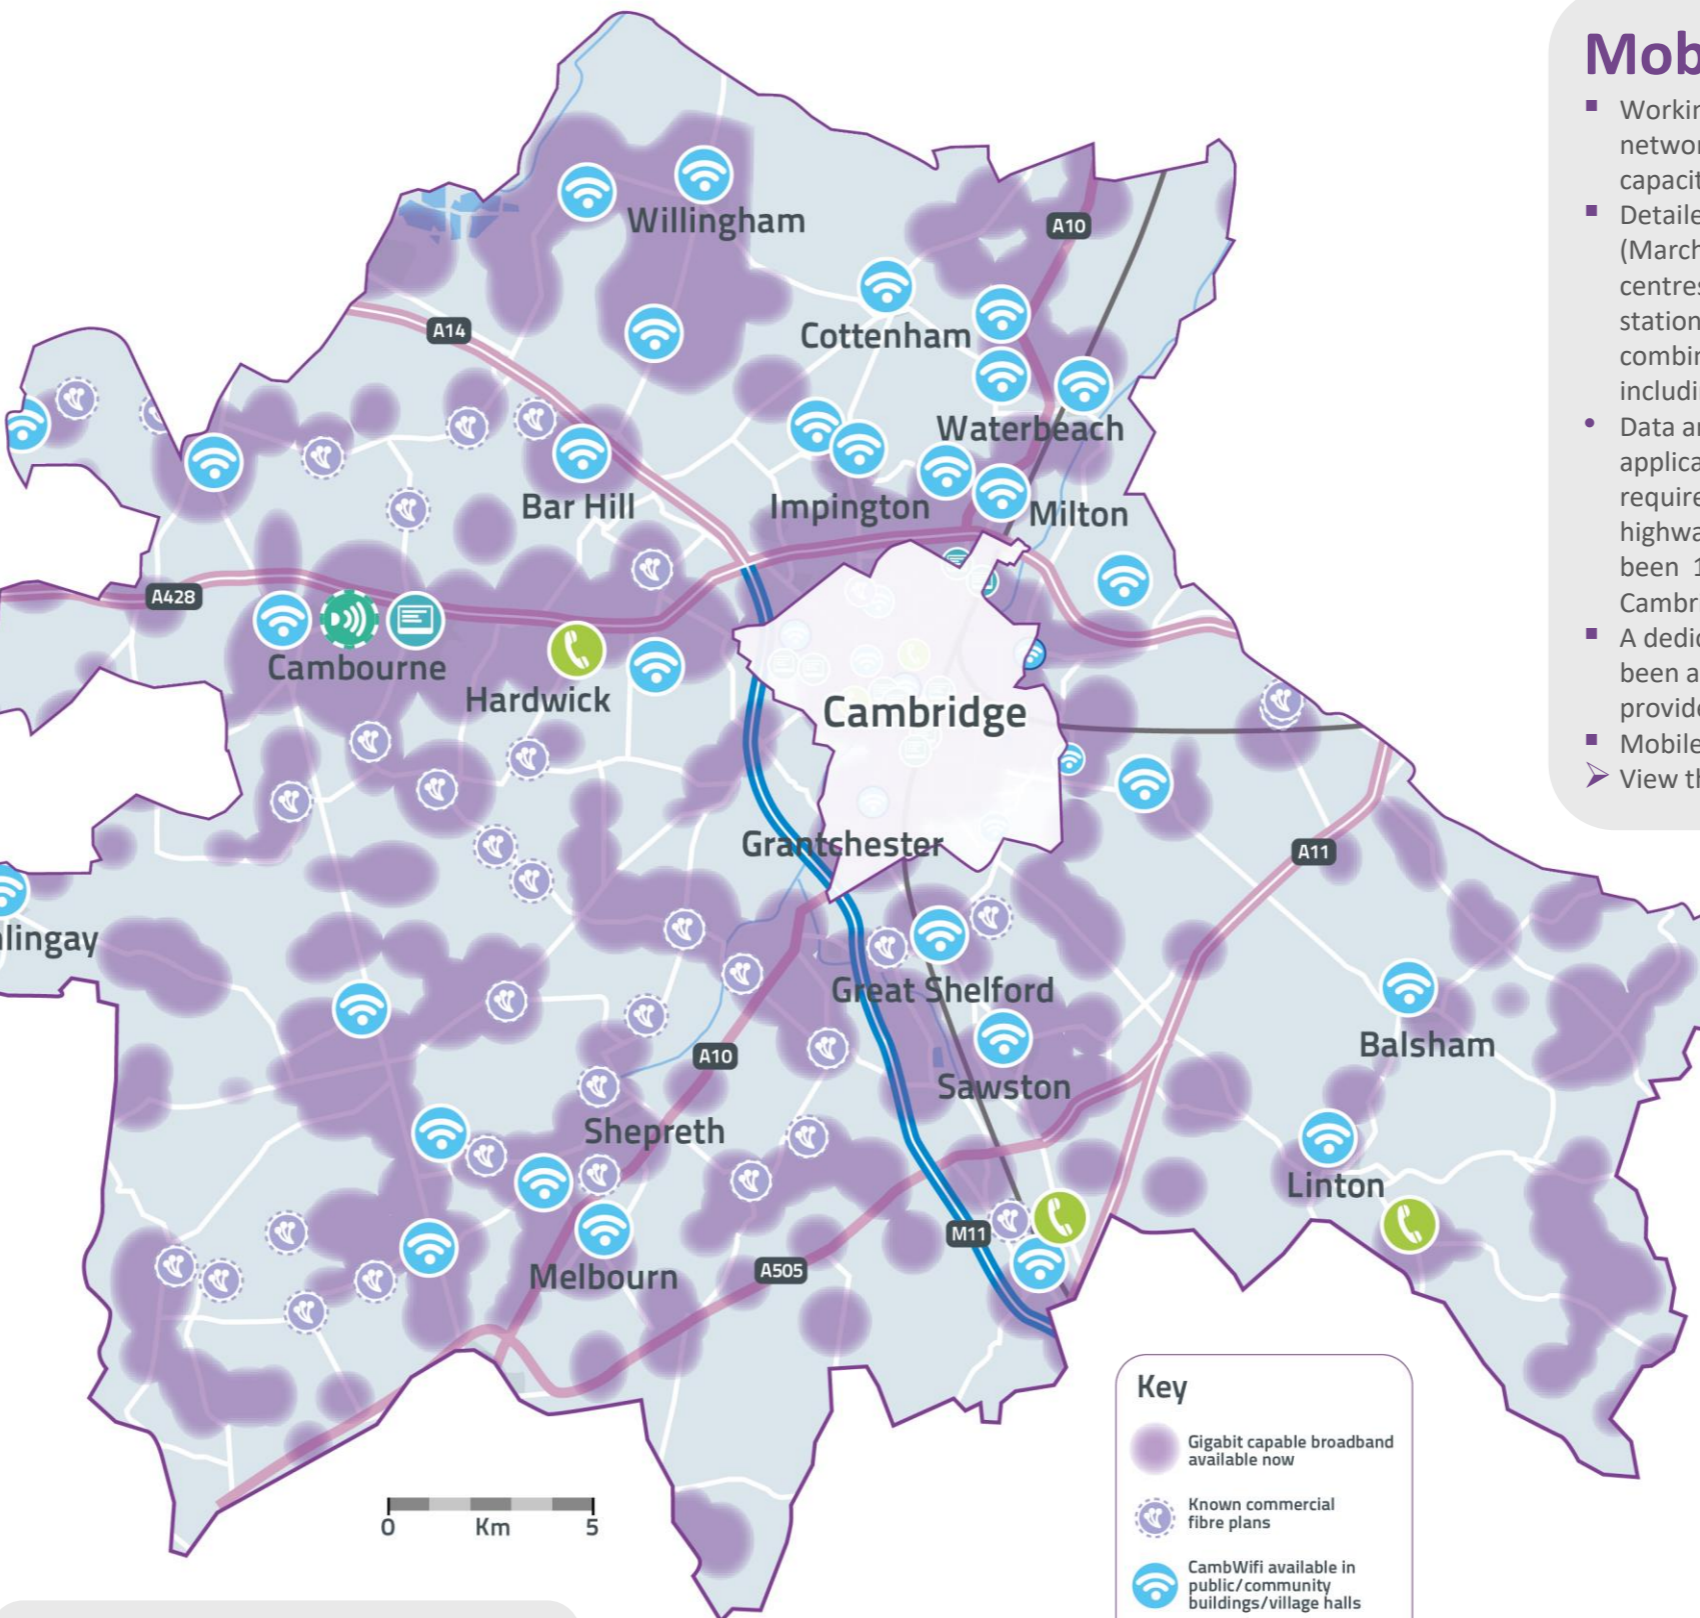 Mob
Workin
networ
capacit
Detaile
(March
centres
station
combin
includi
Data ar
applica
require
highwa
been 1
Cambr
A dedic
been a
provide
Mobile
View th
Willingham
A10
Cottenham
A14
Waterbeach
Bar Hill
Impington
Milton
A428
Cambourne
Hardwick
Cambridge
Grantchester
A11
lingay
Great Shelford
Balsham
A10
Sawston
Shepreth
Linton
M11
Melbourn
A505
Key
Gigabit capable broadband
available now
Known commercial
fibre plans
CambWifi available in
public/community
buildings/village halls
0 Km 5